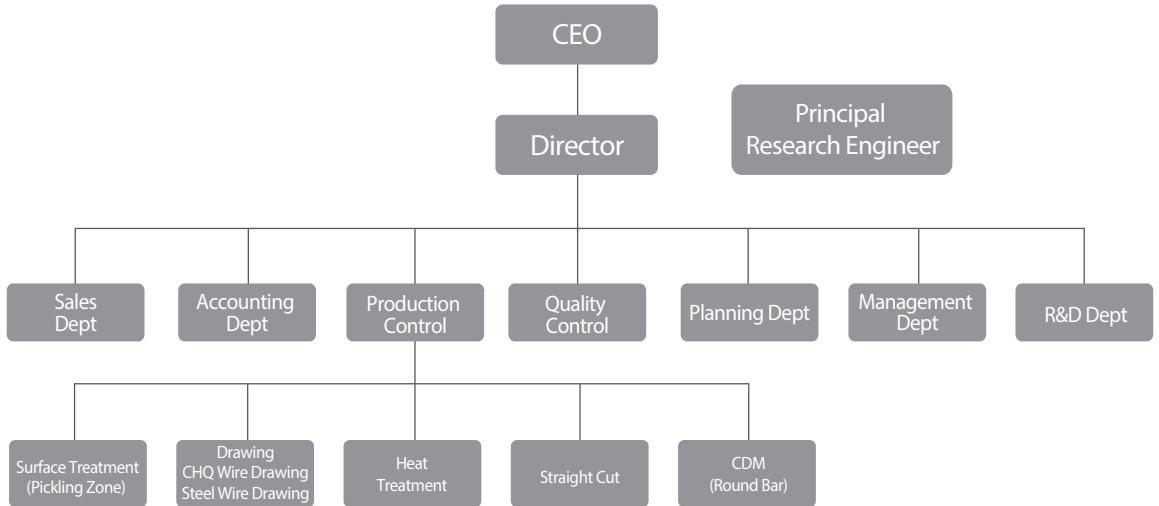 CEO
Director
Principal
Research Engineer
Sales
Dept
Accounting
Dept
Production
Control
Quality
Control
Planning Dept
Management
Dept
R&D Dept
Surface Treatment
(Pickling Zone)
Drawing
CHQ Wire Drawing
Steel Wire Drawing
Heat
Treatment
Straight Cut
CDM
(Round Bar)